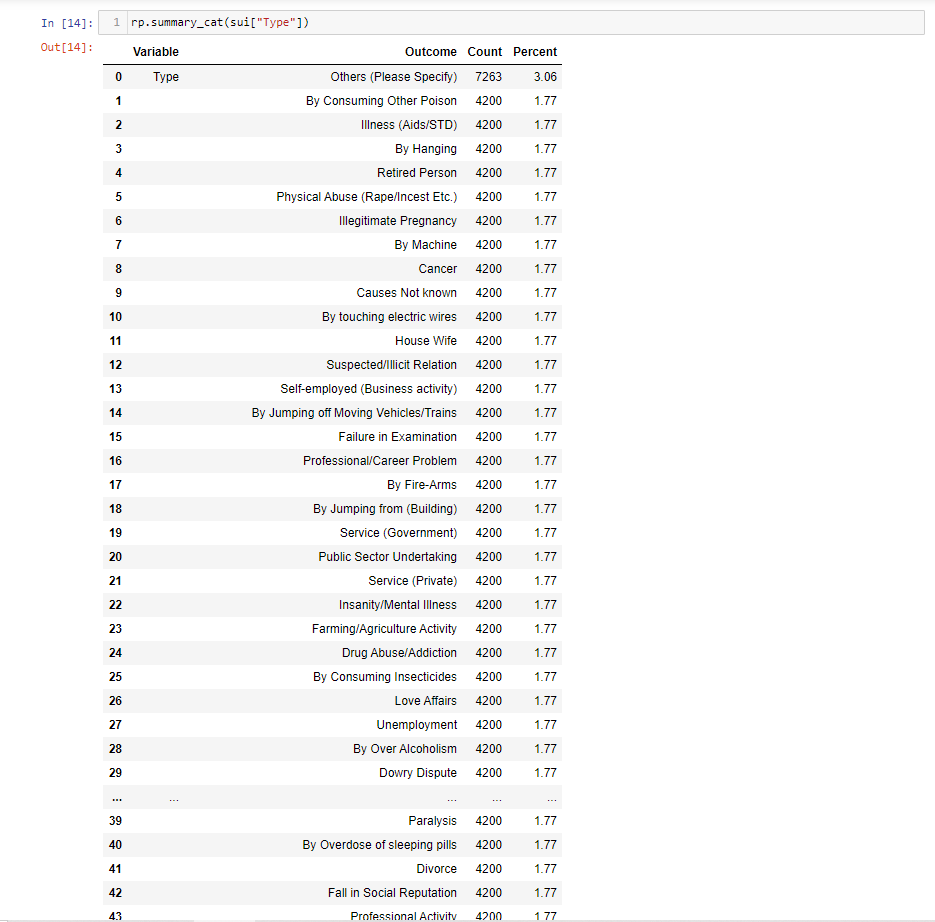 In [14]: 1 rp.summary_cat(sui["Type"])
Out[14]:
Variable Outcome Count Percent
0 Type Others (Please Specify) 7263 3.06
1 By Consuming Other Poison 4200 1.77
2 Illness (Aids/STD) 4200 1.77
3 By Hanging 4200 1.77
4 Retired Person 4200 1.77
5 Physical Abuse (Rape/Incest Etc.) 4200 1.77
6 Illegitimate Pregnancy 4200 1.77
7 By Machine 4200 1.77
8 Cancer 4200 1.77
9 Causes Not known 4200 1.77
10 By touching electric wires 4200 1.77
11 House Wife 4200 1.77
12 Suspected/Illicit Relation 4200 1.77
13 Self-employed (Business activity) 4200 1.77
14 By Jumping off Moving Vehicles/Trains 4200 1.77
15 Failure in Examination 4200 1.77
16 Professional/Career Problem 4200 1.77
17 By Fire-Arms 4200 1.77
18 By Jumping from (Building) 4200 1.77
19 Service (Government) 4200 1.77
20 Public Sector Undertaking 4200 1.77
21 Service (Private) 4200 1.77
22 Insanity/Mental Illness 4200 1.77
23 Farming/Agriculture Activity 4200 1.77
24 Drug Abuse/Addiction 4200 1.77
25 By Consuming Insecticides 4200 1.77
26 Love Affairs 4200 1.77
27 Unemployment 4200 1.77
28 By Over Alcoholism 4200 1.77
29 Dowry Dispute 4200 1.77
... ... ... ... ...
39 Paralysis 4200 1.77
40 By Overdose of sleeping pills 4200 1.77
41 Divorce 4200 1.77
42 Fall in Social Reputation 4200 1.77
43 Professional Activity 4200 1.77